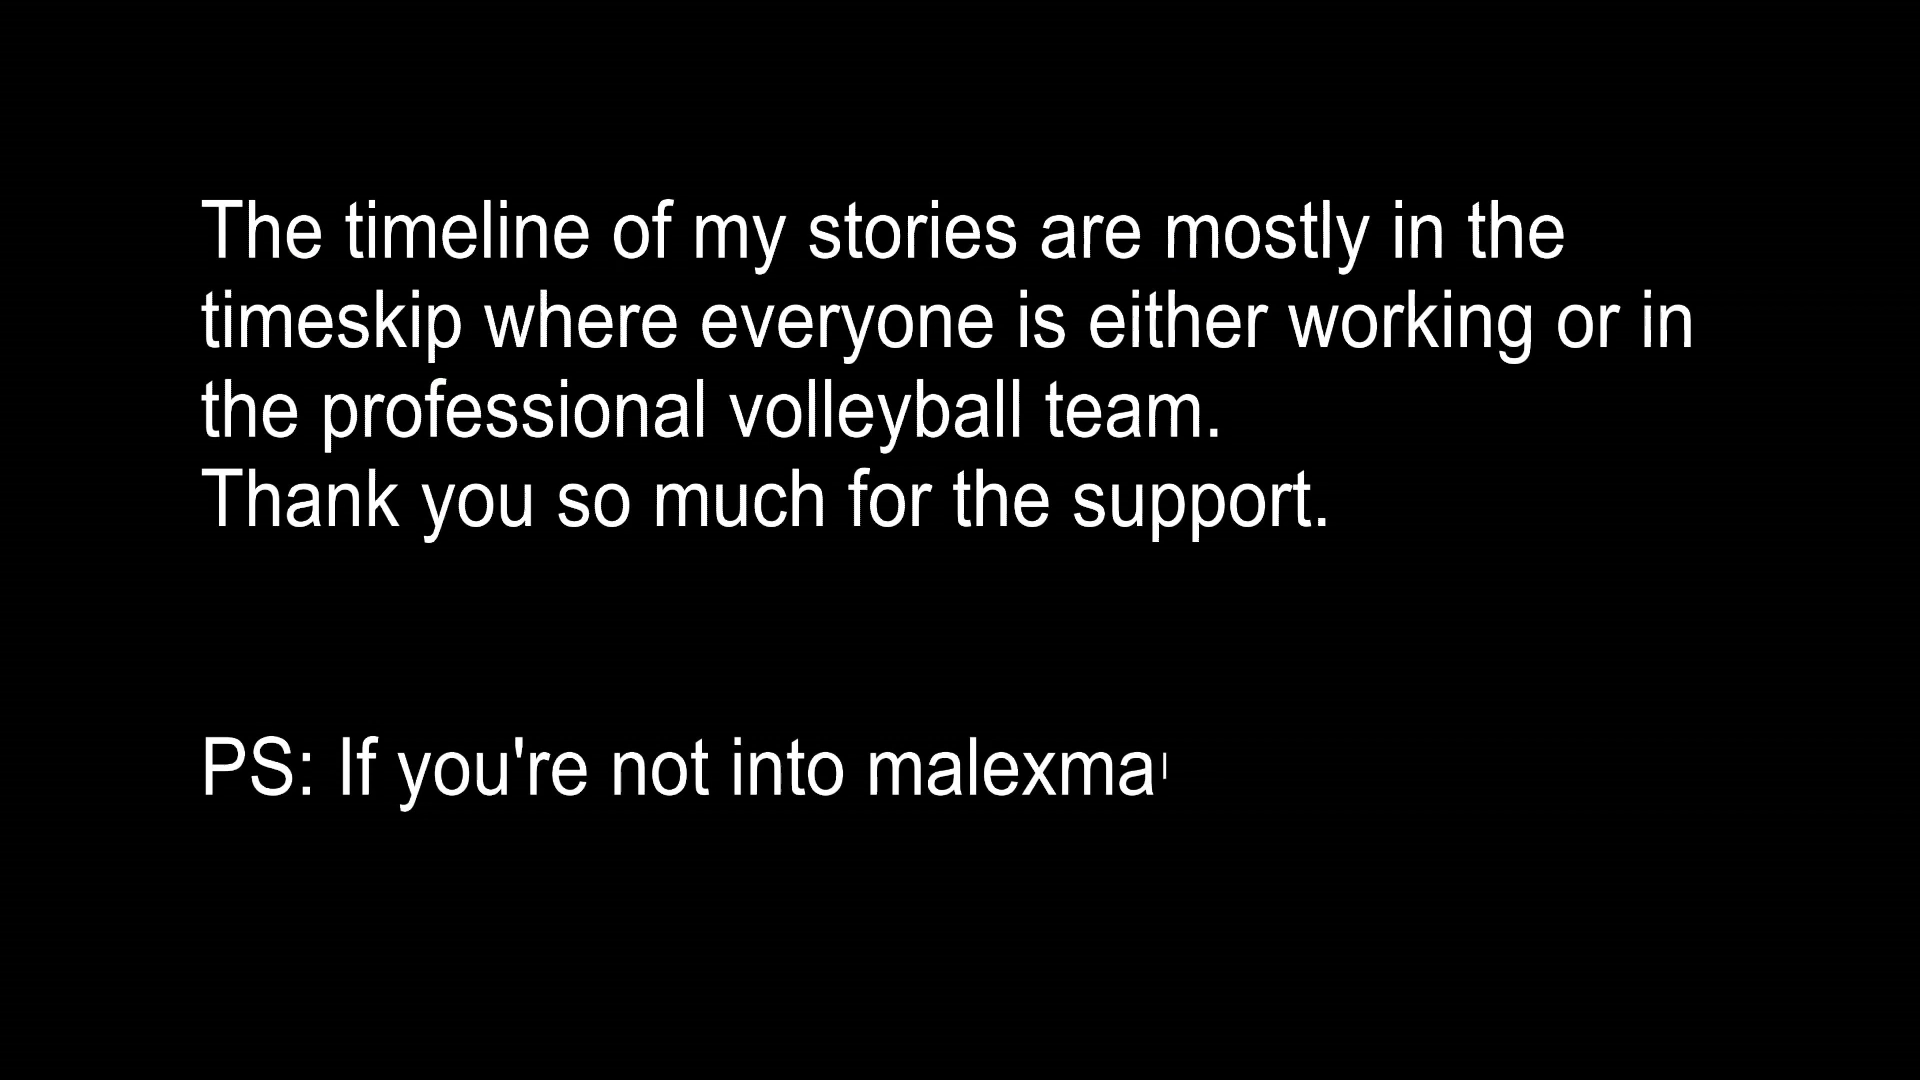 The timeline of my stories are mostly in the
timeskip where everyone is either working or in
the professional volleyball team.
Thank you so much for the support.
PS: If you're not into malexma